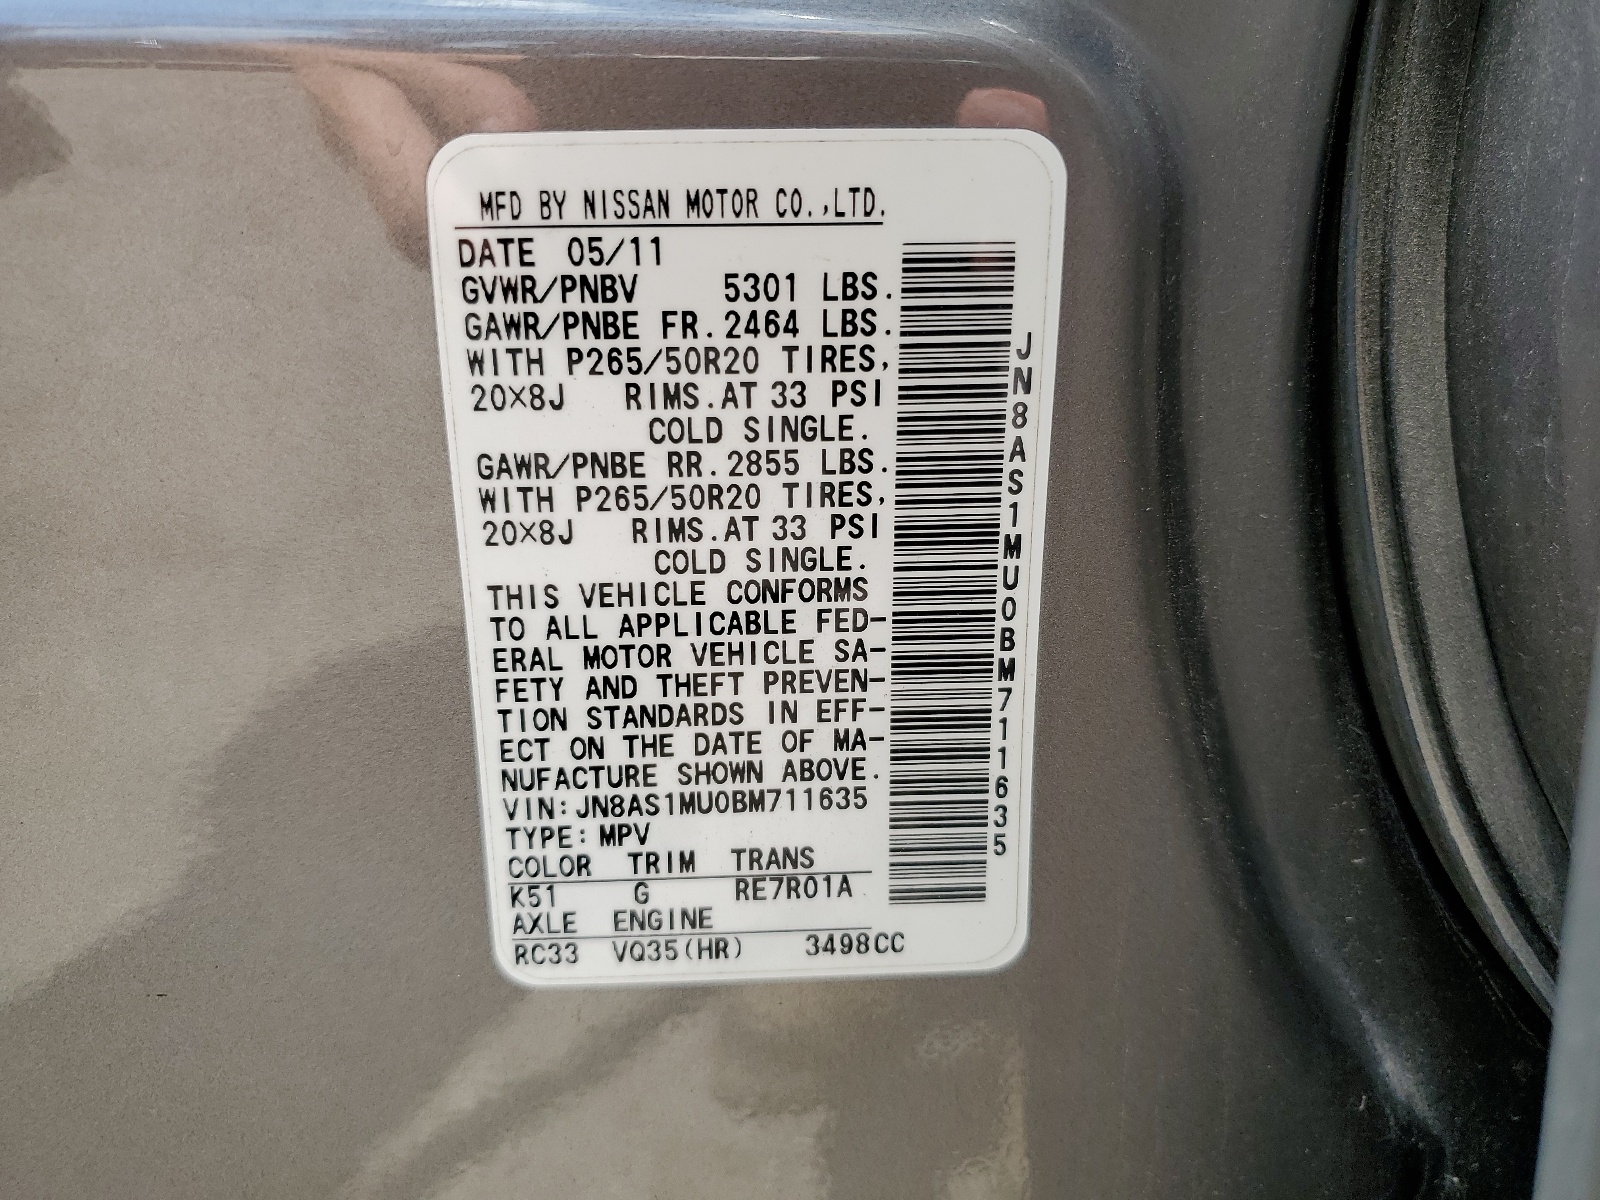 MFD BY NISSAN MOTOR CO.,LTD.
DATE 05/11
GVWR/PNBV 5301 LBS.
GAWR/PNBE FR.2464 LBS.
WITH P265/50R20 TIRES,
20×8J RIMS.AT 33 PSI
COLD SINGLE.
GAWR/PNBE RR.2855 LBS.
WITH P265/50R20 TIRES,
20×8J RIMS.AT 33 PSI
COLD SINGLE.
THIS VEHICLE CONFORMS
TO ALL APPLICABLE FED-
ERAL MOTOR VEHICLE SA-
FETY AND THEFT PREVEN-
TION STANDARDS IN EFF-
ECT ON THE DATE OF MA-
NUFACTURE SHOWN ABOVE.
VIN:JN8AS1MU0BM711635
TYPE:MPV
COLOR TRIM TRANS
K51 G RE7R01A
AXLE ENGINE
RC33 VQ35(HR) 3498CC
JN8AS1MU0BM711635